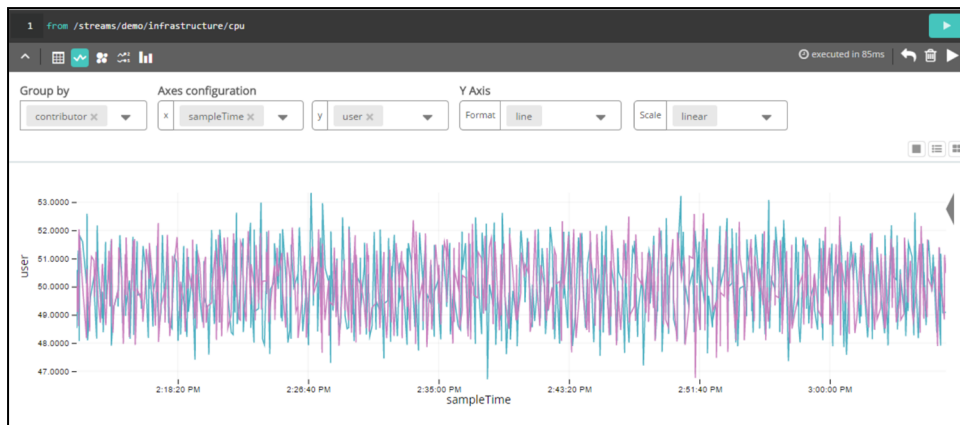 1 from /streams/demo/infrastructure/cpu
executed in 85ms
Group by Axes configuration Y Axis
contributor × x sampleTime × y user × Format line Scale linear
53.0000
52.0000
51.0000
50.0000
49.0000
48.0000
47.0000
user
2:18:20 PM 2:26:40 PM 2:35:00 PM 2:43:20 PM 2:51:40 PM 3:00:00 PM
sampleTime